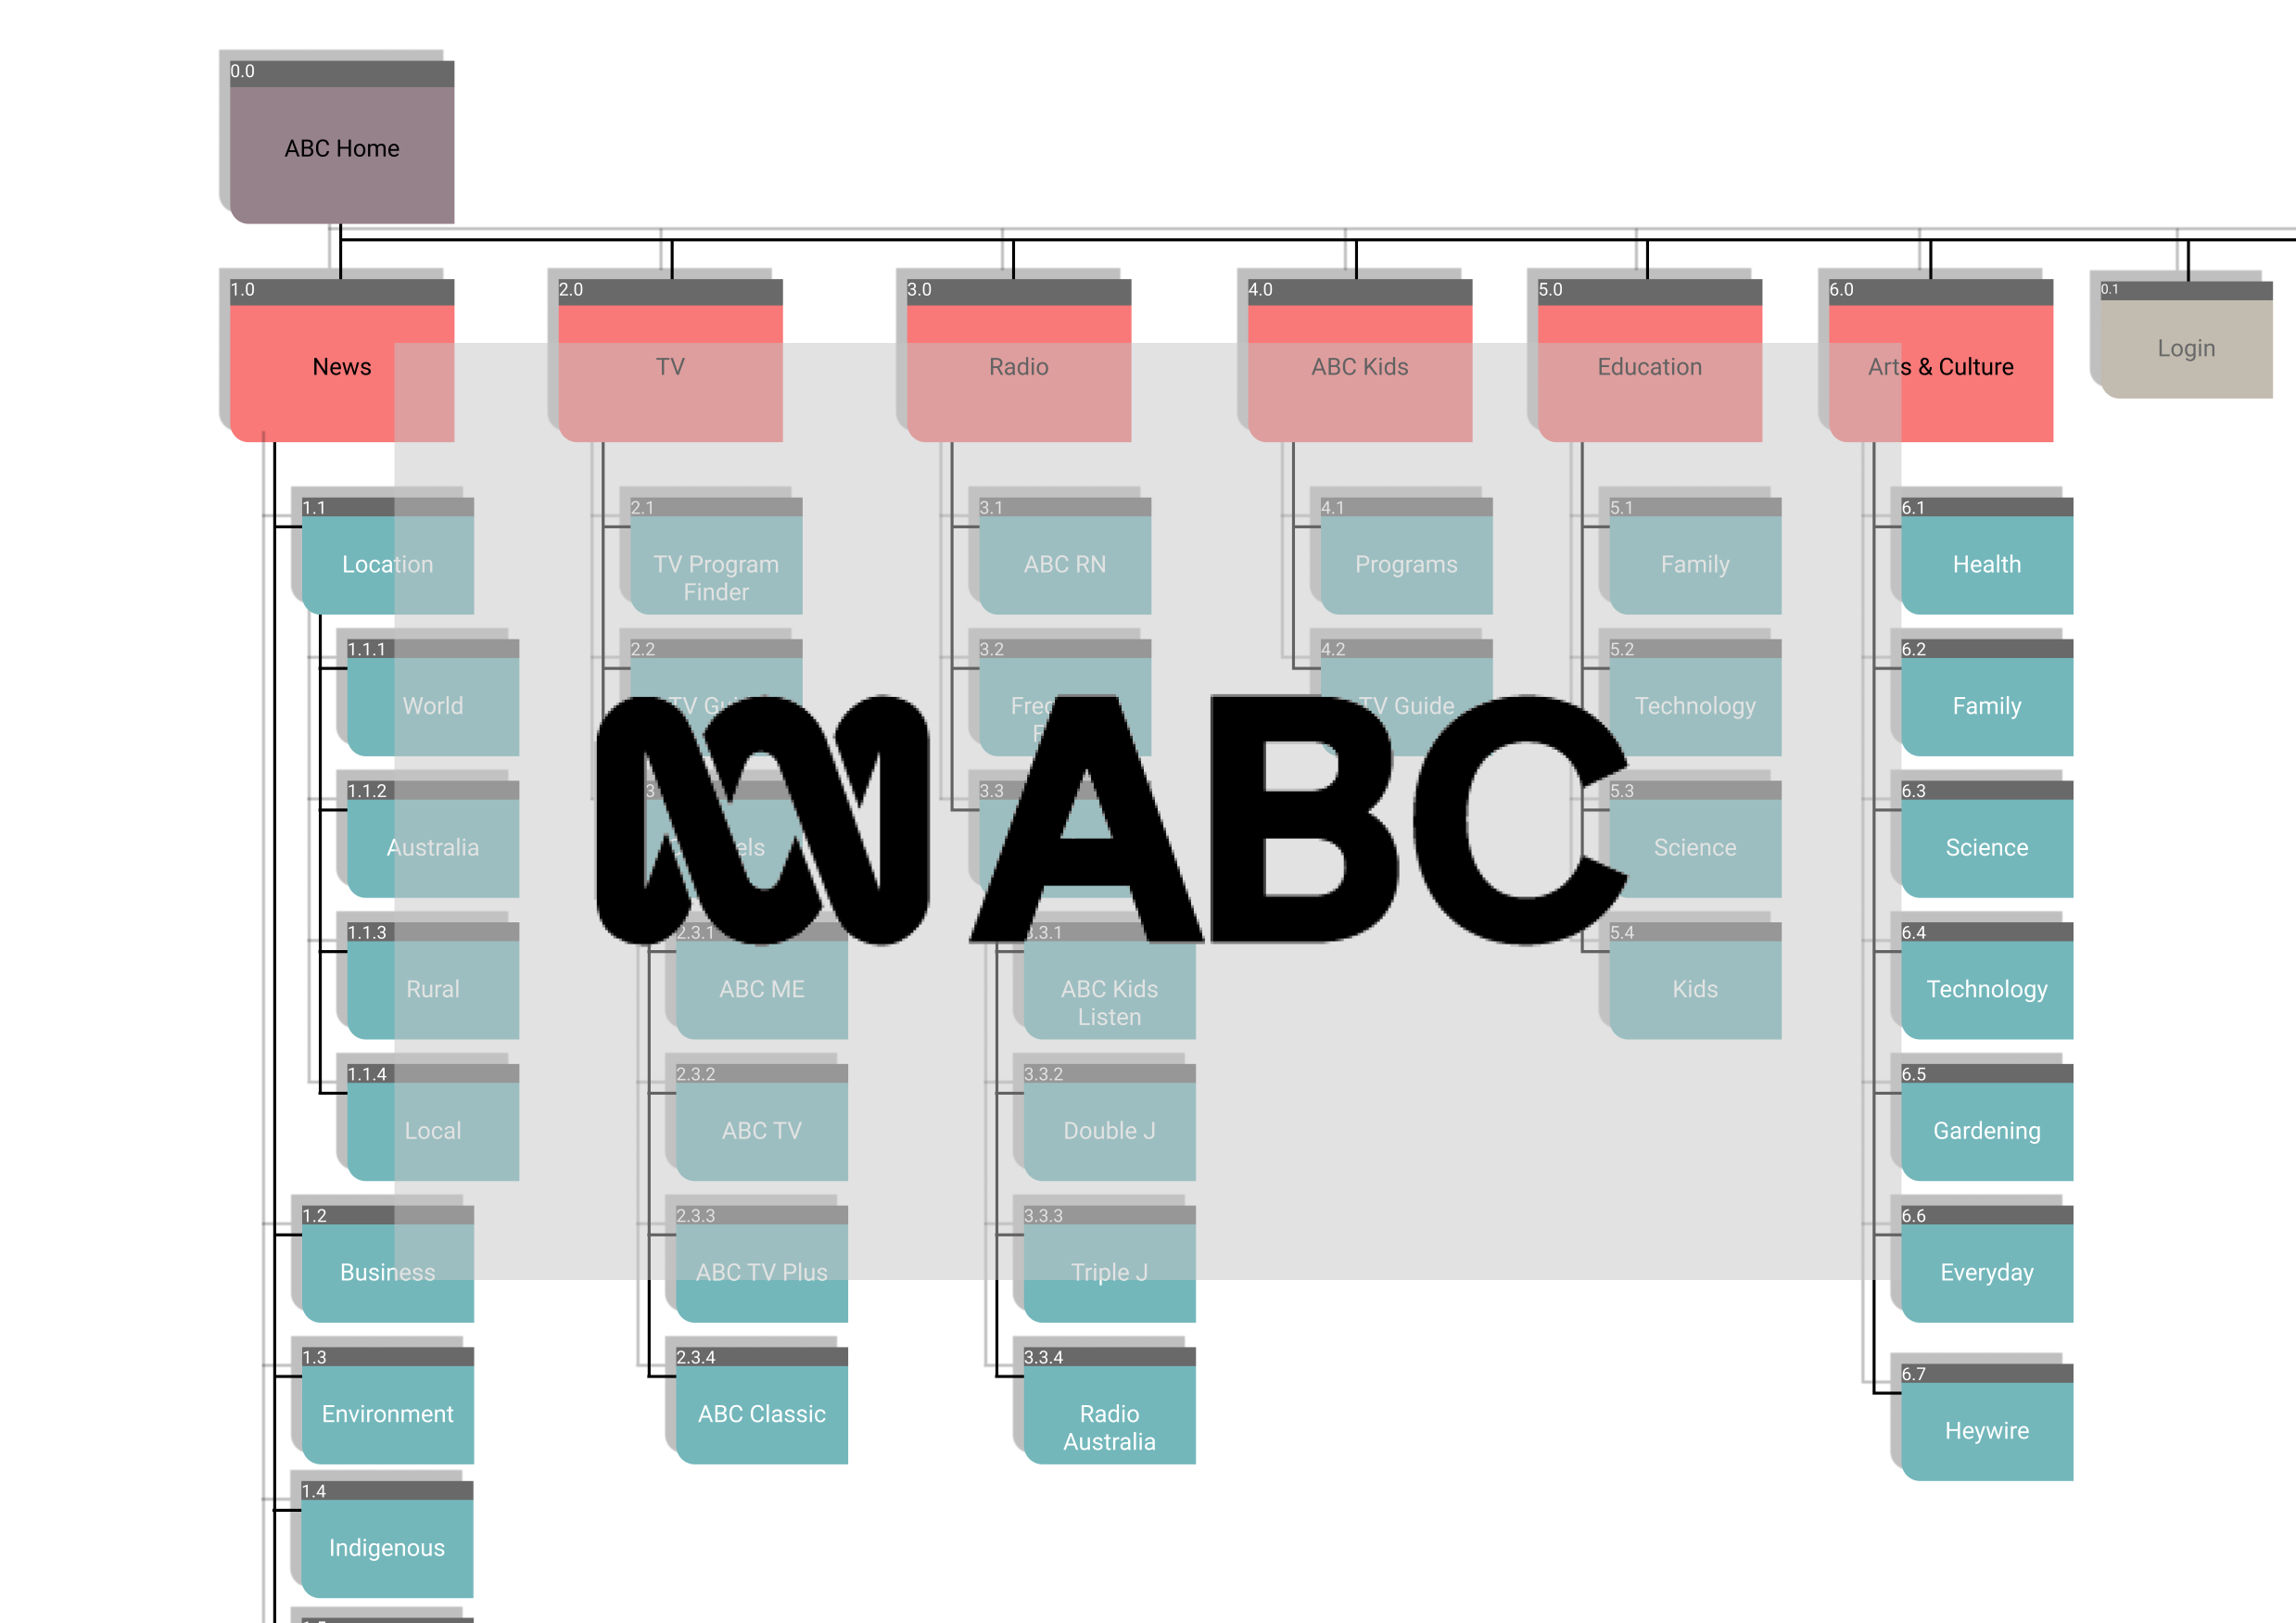 0.0
ABC Home
1.0
News
2.0
TV
3.0
Radio
4.0
ABC Kids
5.0
Education
6.0
Arts & Culture
0.1
Login
1.1
Location
1.1.1
World
1.1.2
Australia
1.1.3
Rural
1.1.4
Local
1.2
Business
1.3
Environment
1.4
Indigenous
2.1
TV Program
Finder
2.2
TV
2.3.1
ABC ME
2.3.2
ABC TV
2.3.3
ABC TV Plus
2.3.4
ABC Classic
3.1
ABC RN
3.2
3.3
3.3.1
ABC Kids
Listen
3.3.2
Double J
3.3.3
Triple J
3.3.4
Radio
Australia
4.1
Programs
4.2
TV Guide
5.1
Family
5.2
Technology
5.3
Science
5.4
Kids
6.1
Health
6.2
Family
6.3
Science
6.4
Technology
6.5
Gardening
6.6
Everyday
6.7
Heywire
ABC